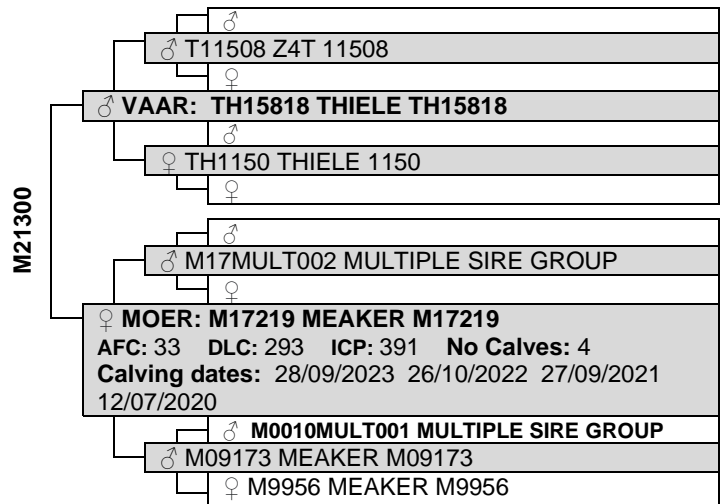 ♂
♂ T11508 Z4T 11508
♀
♂ VAAR: TH15818 THIELE TH15818
♂
♀ TH1150 THIELE 1150
♀
M21300
♂
♂ M17MULT002 MULTIPLE SIRE GROUP
♀
♀ MOER: M17219 MEAKER M17219
AFC: 33 DLC: 293 ICP: 391 No Calves: 4
Calving dates: 28/09/2023 26/10/2022 27/09/2021
12/07/2020
♂ M0010MULT001 MULTIPLE SIRE GROUP
♂ M09173 MEAKER M09173
♀ M9956 MEAKER M9956